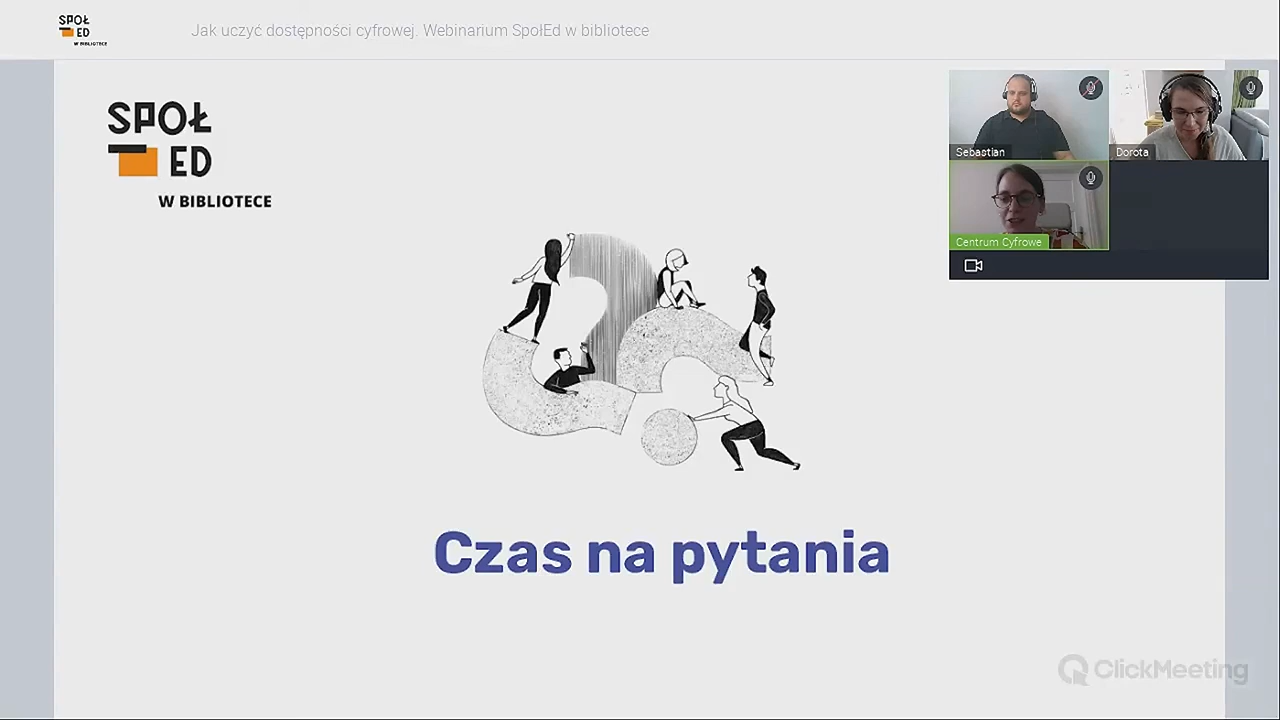 SPOŁ
ED
W BIBLIOTECE
Jak uczyć dostępności cyfrowej. Webinarium SpołEd w bibliotece
SPOŁ
ED
W BIBLIOTECE
Sebastian
Dorota
Centrum Cyfrowe
Czas na pytania
ClickMeeting